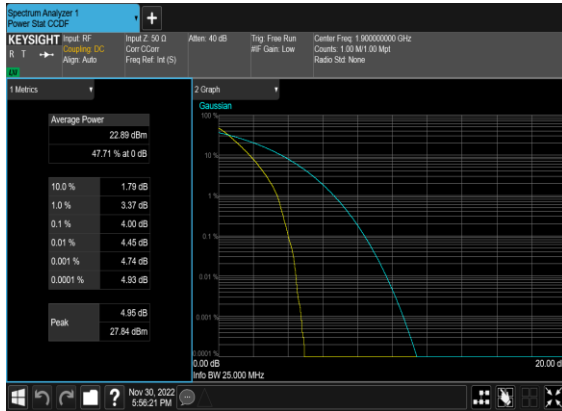 Spectrum Analyzer 1
Power Stat CCDF
+
KEYSIGHT
R T
LXI
Input: RF
Coupling: DC
Align: Auto
Input Z: 50 Ω
Corr CCorr
Freq Ref: Int (S)
Atten: 40 dB
Trig: Free Run
#IF Gain: Low
Center Freq: 1.900000000 GHz
Counts: 1.00 M/1.00 Mpt
Radio Std: None
1 Metrics
Average Power
22.89 dBm
47.71 % at 0 dB
10.0 % 1.79 dB
1.0 % 3.37 dB
0.1 % 4.00 dB
0.01 % 4.45 dB
0.001 % 4.74 dB
0.0001 % 4.93 dB
Peak
4.95 dB
27.84 dBm
2 Graph
Gaussian
100 %
10 %
1 %
0.1 %
0.01 %
0.001 %
0.0001 %
0.00 dB
20.00 d
Info BW 25.000 MHz
?
Nov 30, 2022
5:56:21 PM